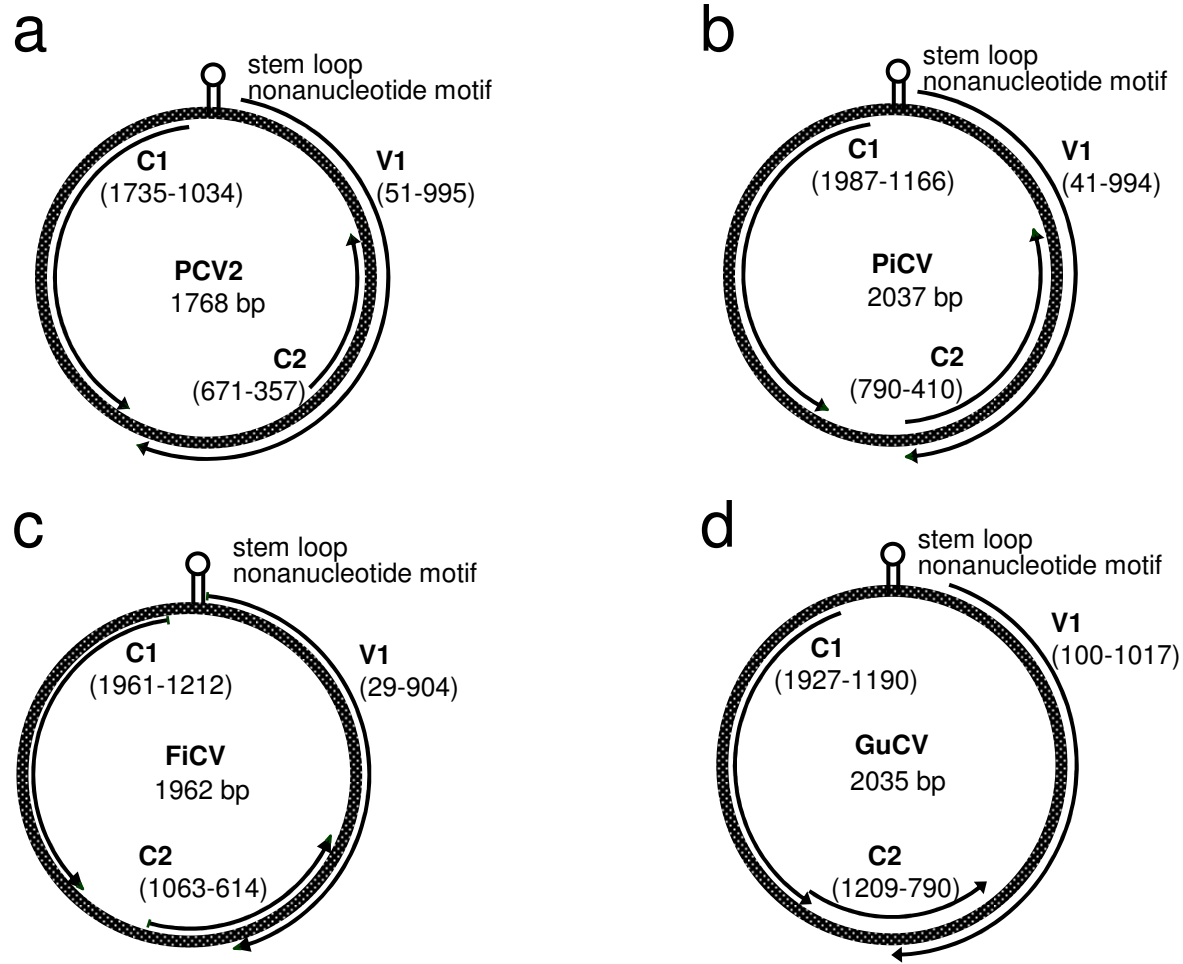 a
stem loop
nonanucleotide motif
C1
(1735-1034)
V1
(51-995)
PCV2
1768 bp
C2
(671-357)
b
stem loop
nonanucleotide motif
C1
(1987-1166)
V1
(41-994)
PiCV
2037 bp
C2
(790-410)
c
stem loop
nonanucleotide motif
C1
(1961-1212)
V1
(29-904)
FiCV
1962 bp
C2
(1063-614)
d
stem loop
nonanucleotide motif
C1
(1927-1190)
V1
(100-1017)
GuCV
2035 bp
C2
(1209-790)